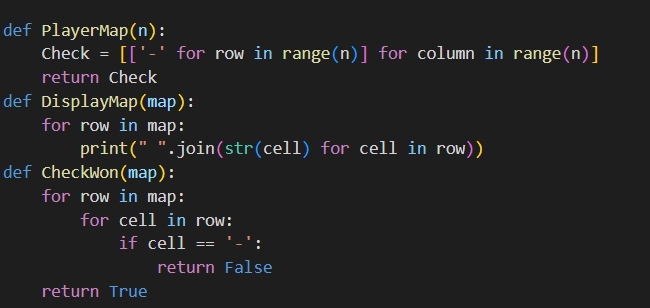 def PlayerMap(n):
    Check = [['-' for row in range(n)] for column in range(n)]
    return Check
def DisplayMap(map):
    for row in map:
        print(" ".join(str(cell) for cell in row))
def CheckWon(map):
    for row in map:
        for cell in row:
            if cell == '-':
                return False
    return True